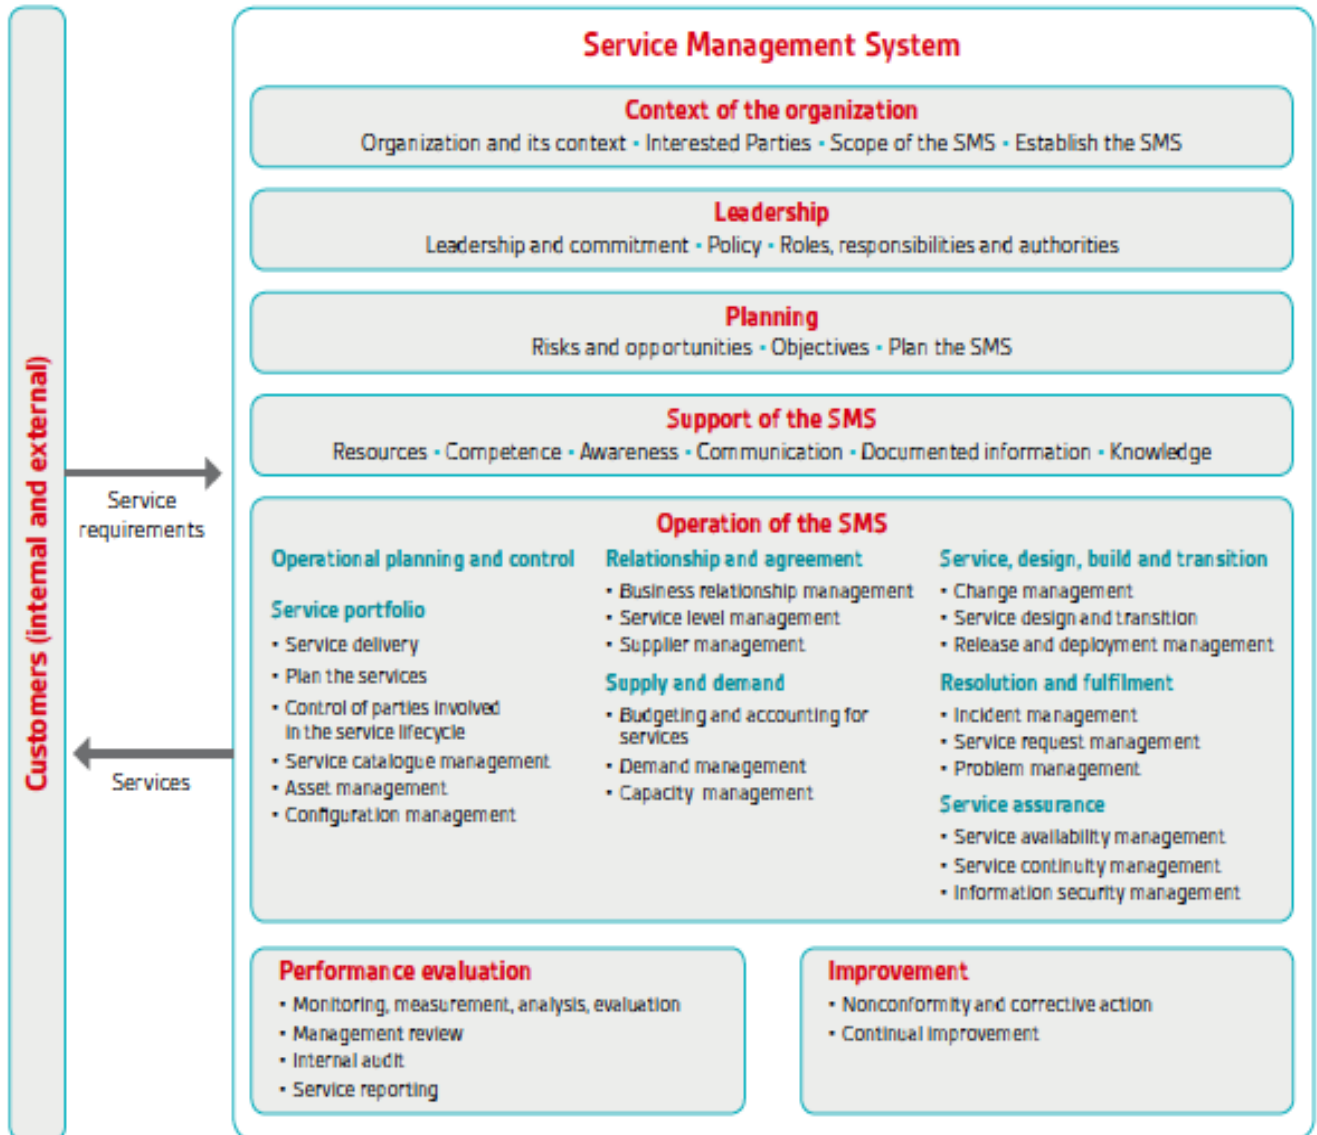 Service Management System
Context of the organization
Organization and its context • Interested Parties • Scope of the SMS • Establish the SMS
Leadership
Leadership and commitment • Policy • Roles, responsibilities and authorities
Planning
Risks and opportunities • Objectives • Plan the SMS
Support of the SMS
Resources • Competence • Awareness • Communication • Documented information • Knowledge
Customers (internal and external)
Service
requirements
Services
Operation of the SMS
Operational planning and control
Service portfolio
• Service delivery
• Plan the services
• Control of parties involved
in the service lifecycle
• Service catalogue management
• Asset management
• Configuration management
Relationship and agreement
• Business relationship management
• Service level management
• Supplier management
Supply and demand
• Budgeting and accounting for
services
• Demand management
• Capacity management
Service, design, build and transition
• Change management
• Service design and transition
• Release and deployment management
Resolution and fulfilment
• Incident management
• Service request management
• Problem management
Service assurance
• Service availability management
• Service continuity management
• Information security management
Performance evaluation
• Monitoring, measurement, analysis, evaluation
• Management review
• Internal audit
• Service reporting
Improvement
• Nonconformity and corrective action
• Continual improvement